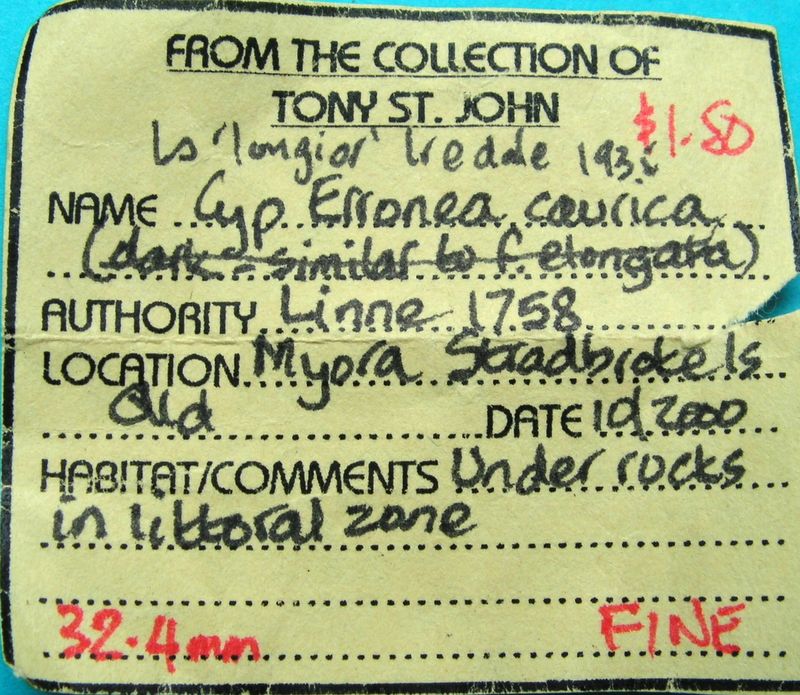 FROM THE COLLECTION OF
TONY ST. JOHN
Is 'longior' Iredale
$1.50
NAME Cyp Erronea caurica
(dark - similar to f. elongata)
AUTHORITY Linne 1758
LOCATION Myora Stradbroke Is
Qld DATE 10/2000
HABITAT/COMMENTS Under rocks
in littoral zone
32.4mm FINE